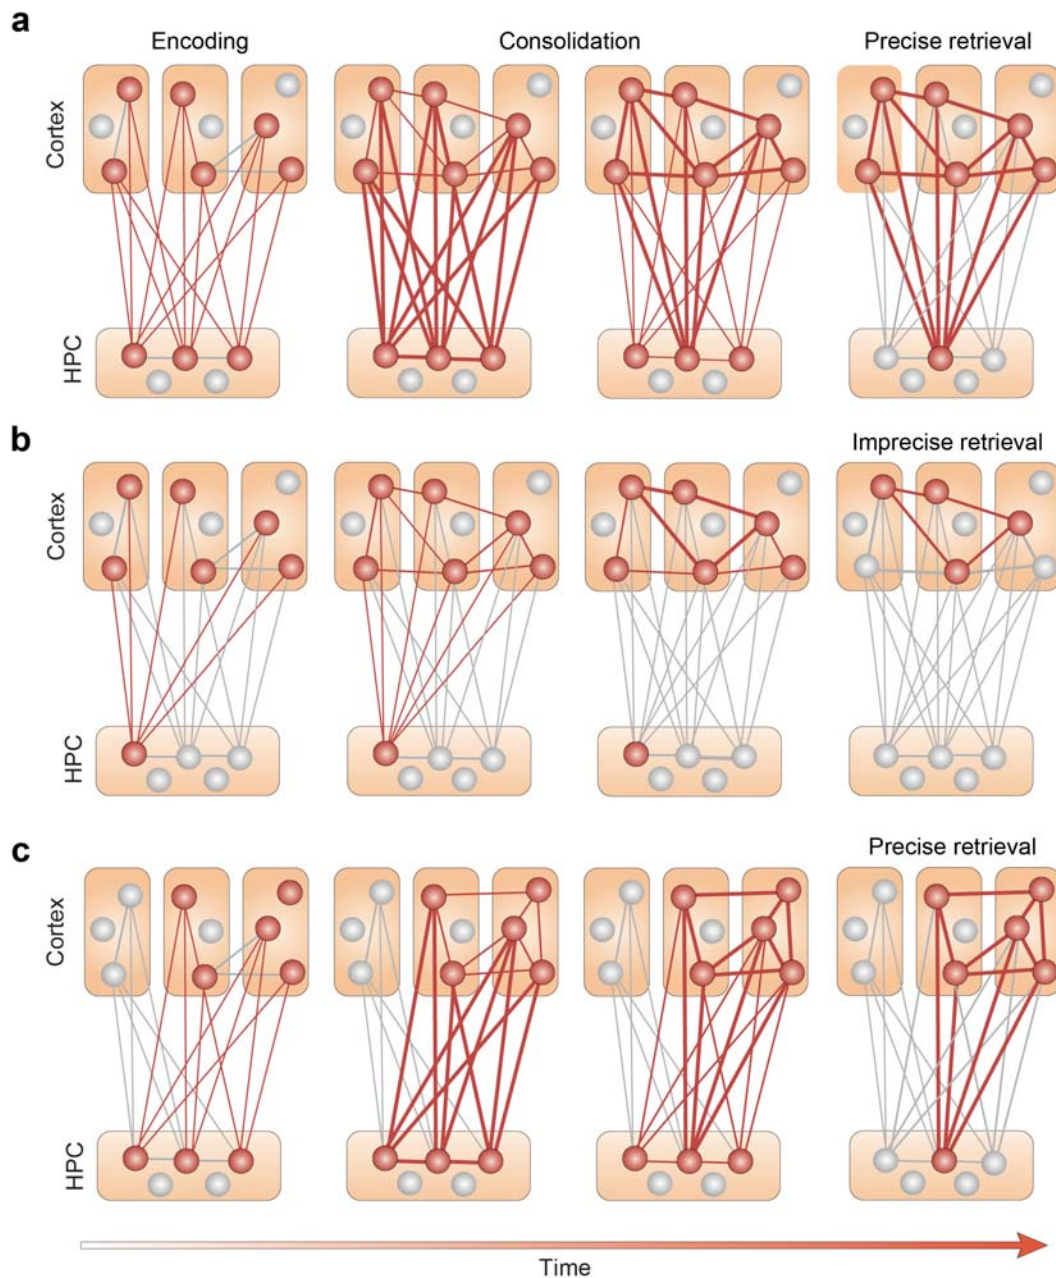 a
Encoding
Consolidation
Precise retrieval
Cortex
HPC
b
Imprecise retrieval
Cortex
HPC
c
Precise retrieval
Cortex
HPC
Time